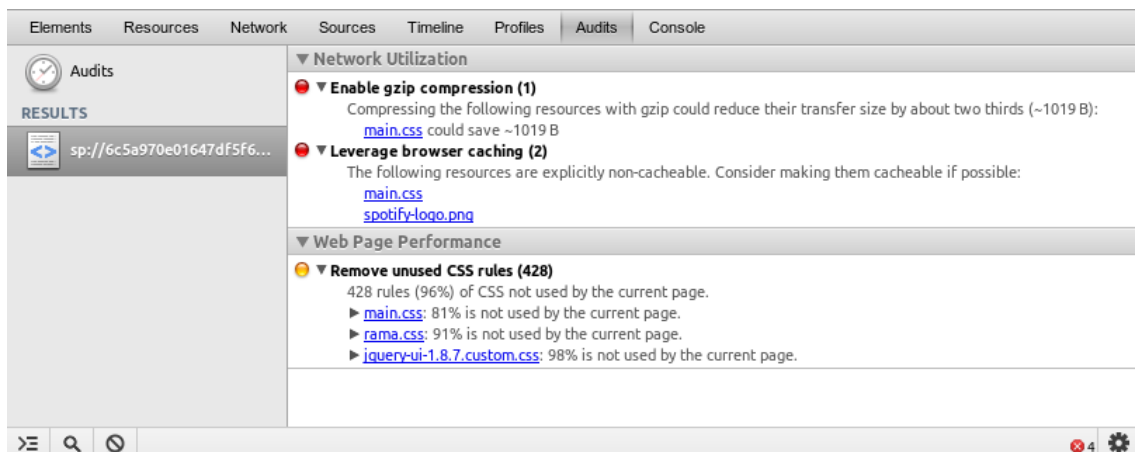 Elements Resources Network Sources Timeline Profiles Audits Console
Audits
RESULTS
sp://6c5a970e01647df5f6...
Network Utilization
Enable gzip compression (1)
Compressing the following resources with gzip could reduce their transfer size by about two thirds (~1019 B):
main.css could save ~1019 B
Leverage browser caching (2)
The following resources are explicitly non-cacheable. Consider making them cacheable if possible:
main.css
spotify-logo.png
Web Page Performance
Remove unused CSS rules (428)
428 rules (96%) of CSS not used by the current page.
main.css: 81% is not used by the current page.
rama.css: 91% is not used by the current page.
jquery-ui-1.8.7.custom.css: 98% is not used by the current page.
4